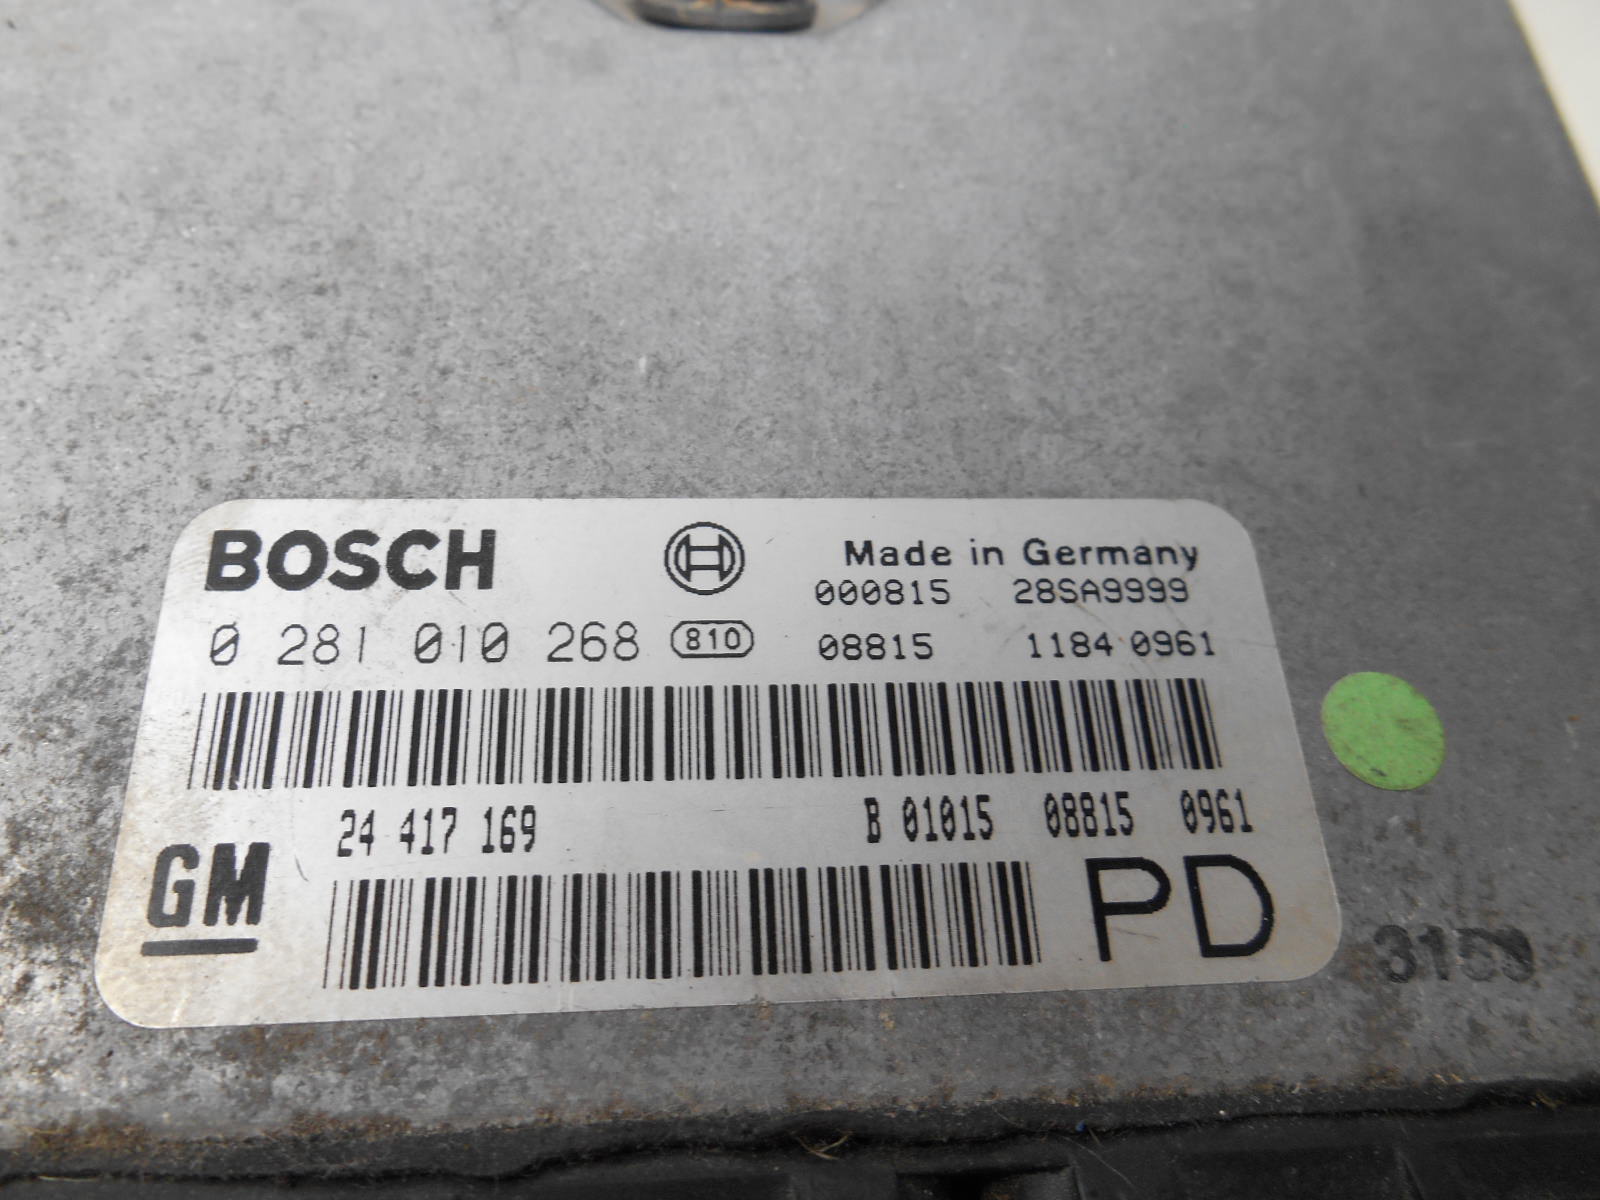 BOSCH
Made in Germany
000815 28SA9999
0 281 010 268 810 08815 1184 0961
24 417 169 B 01015 08815 0961
GM PD